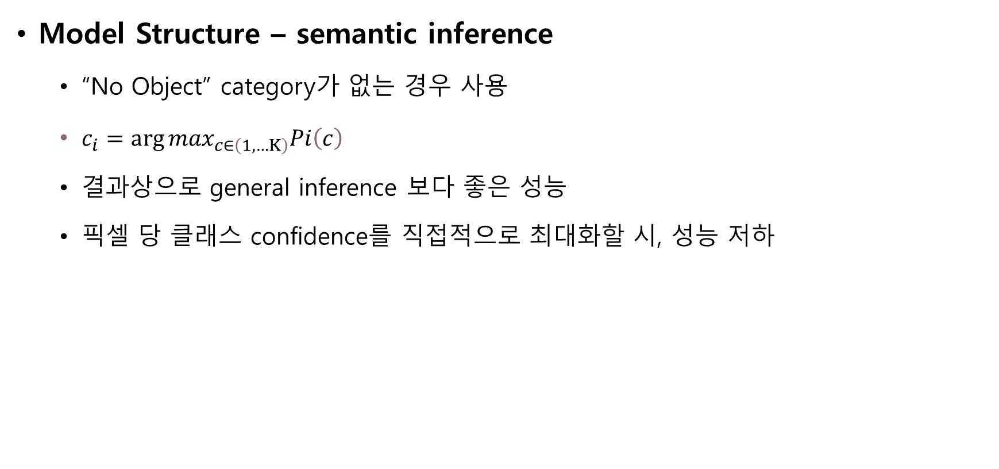 • Model Structure – semantic inference
• “No Object” category가 없는 경우 사용
• c_i = arg max_{c∈(1,…K)} Pi(c)
• 결과상으로 general inference 보다 좋은 성능
• 픽셀 당 클래스 confidence를 직접적으로 최대화할 시, 성능 저하